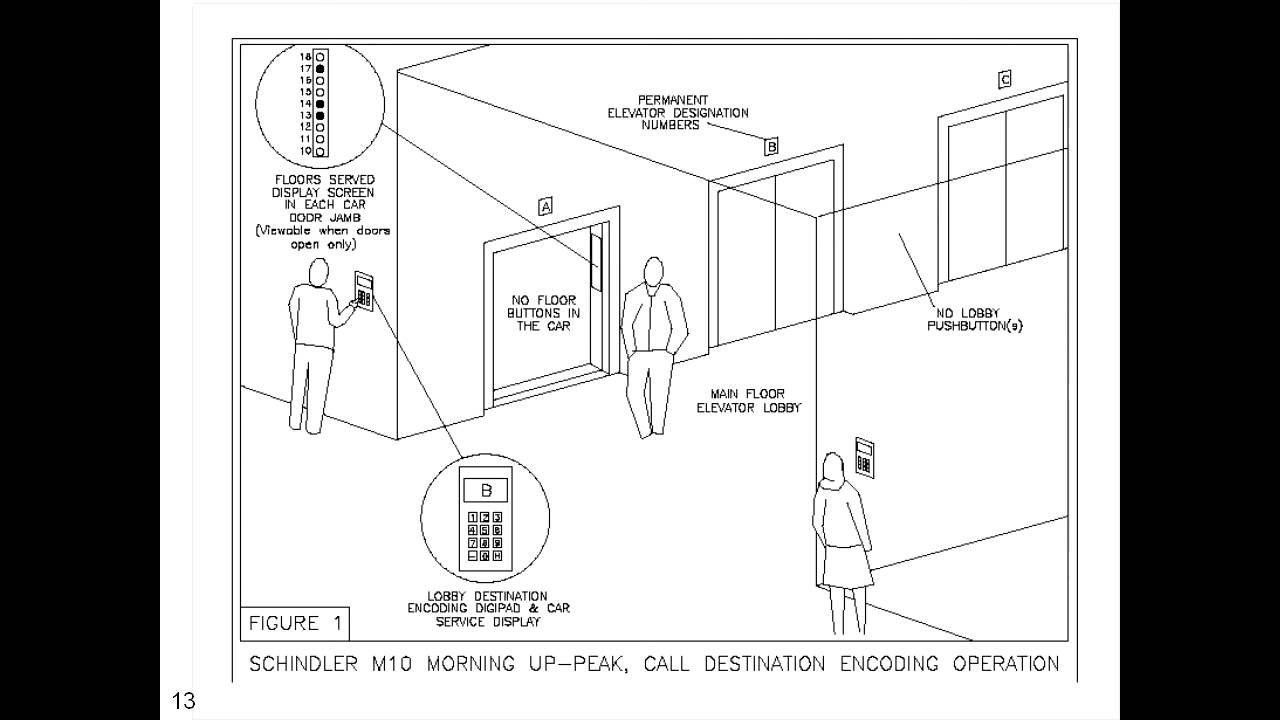 18
17
16
15
14
13
12
11
10
FLOORS SERVED
DISPLAY SCREEN
IN EACH CAR
DOOR JAMB
(Viewable when doors
open only)
A
NO FLOOR
BUTTONS IN
THE CAR
PERMANENT
ELEVATOR DESIGNATION
NUMBERS
B
C
NO LOBBY
PUSHBUTTON(s)
MAIN FLOOR
ELEVATOR LOBBY
B
1 2 3
4 5 6
7 8 9
– 0 H
LOBBY DESTINATION
ENCODING DIGIPAD & CAR
SERVICE DISPLAY
FIGURE 1
SCHINDLER M10 MORNING UP–PEAK, CALL DESTINATION ENCODING OPERATION
13